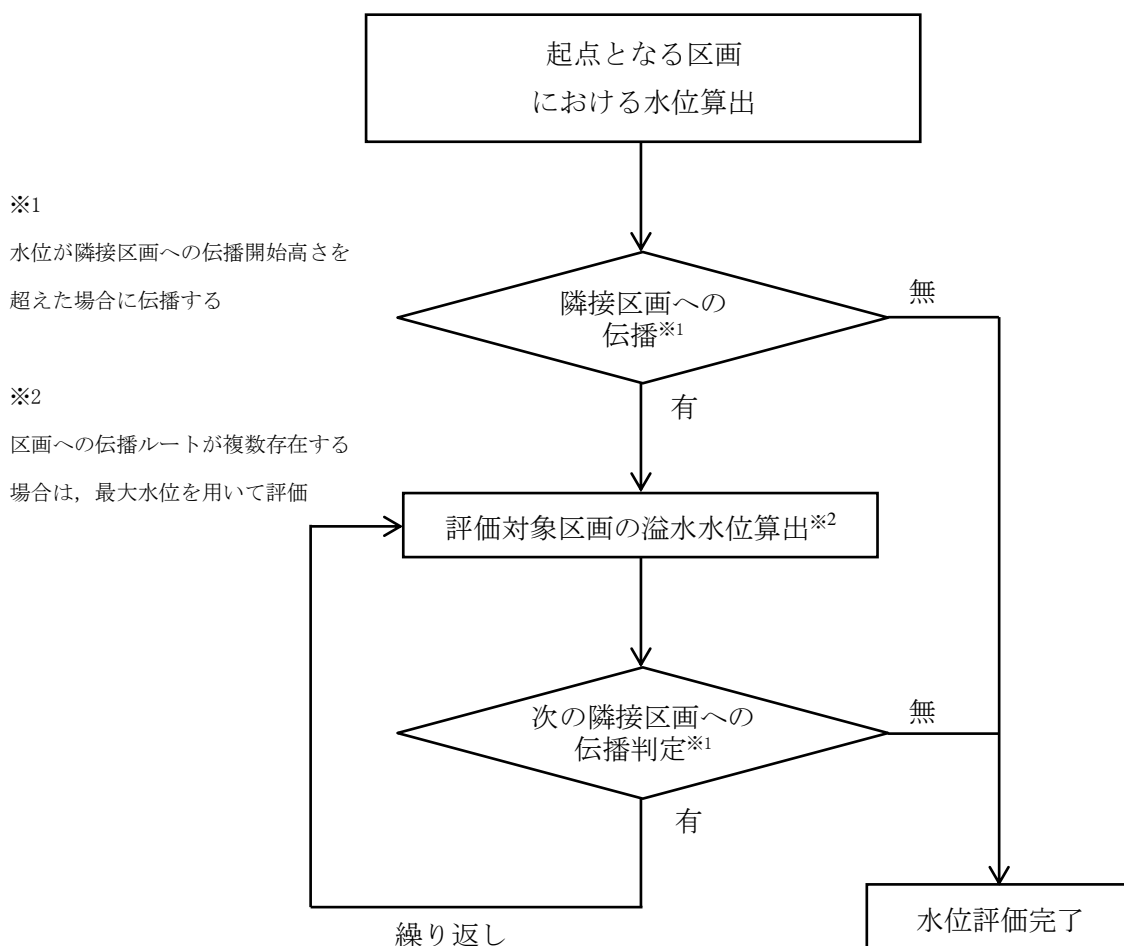 起点となる区画
における水位算出
※1
水位が隣接区画への伝播開始高さを
超えた場合に伝播する
隣接区画への
伝播※1
無
※2
区画への伝播ルートが複数存在する
場合は，最大水位を用いて評価
有
評価対象区画の溢水水位算出※2
次の隣接区画への
伝播判定※1
無
有
繰り返し
水位評価完了